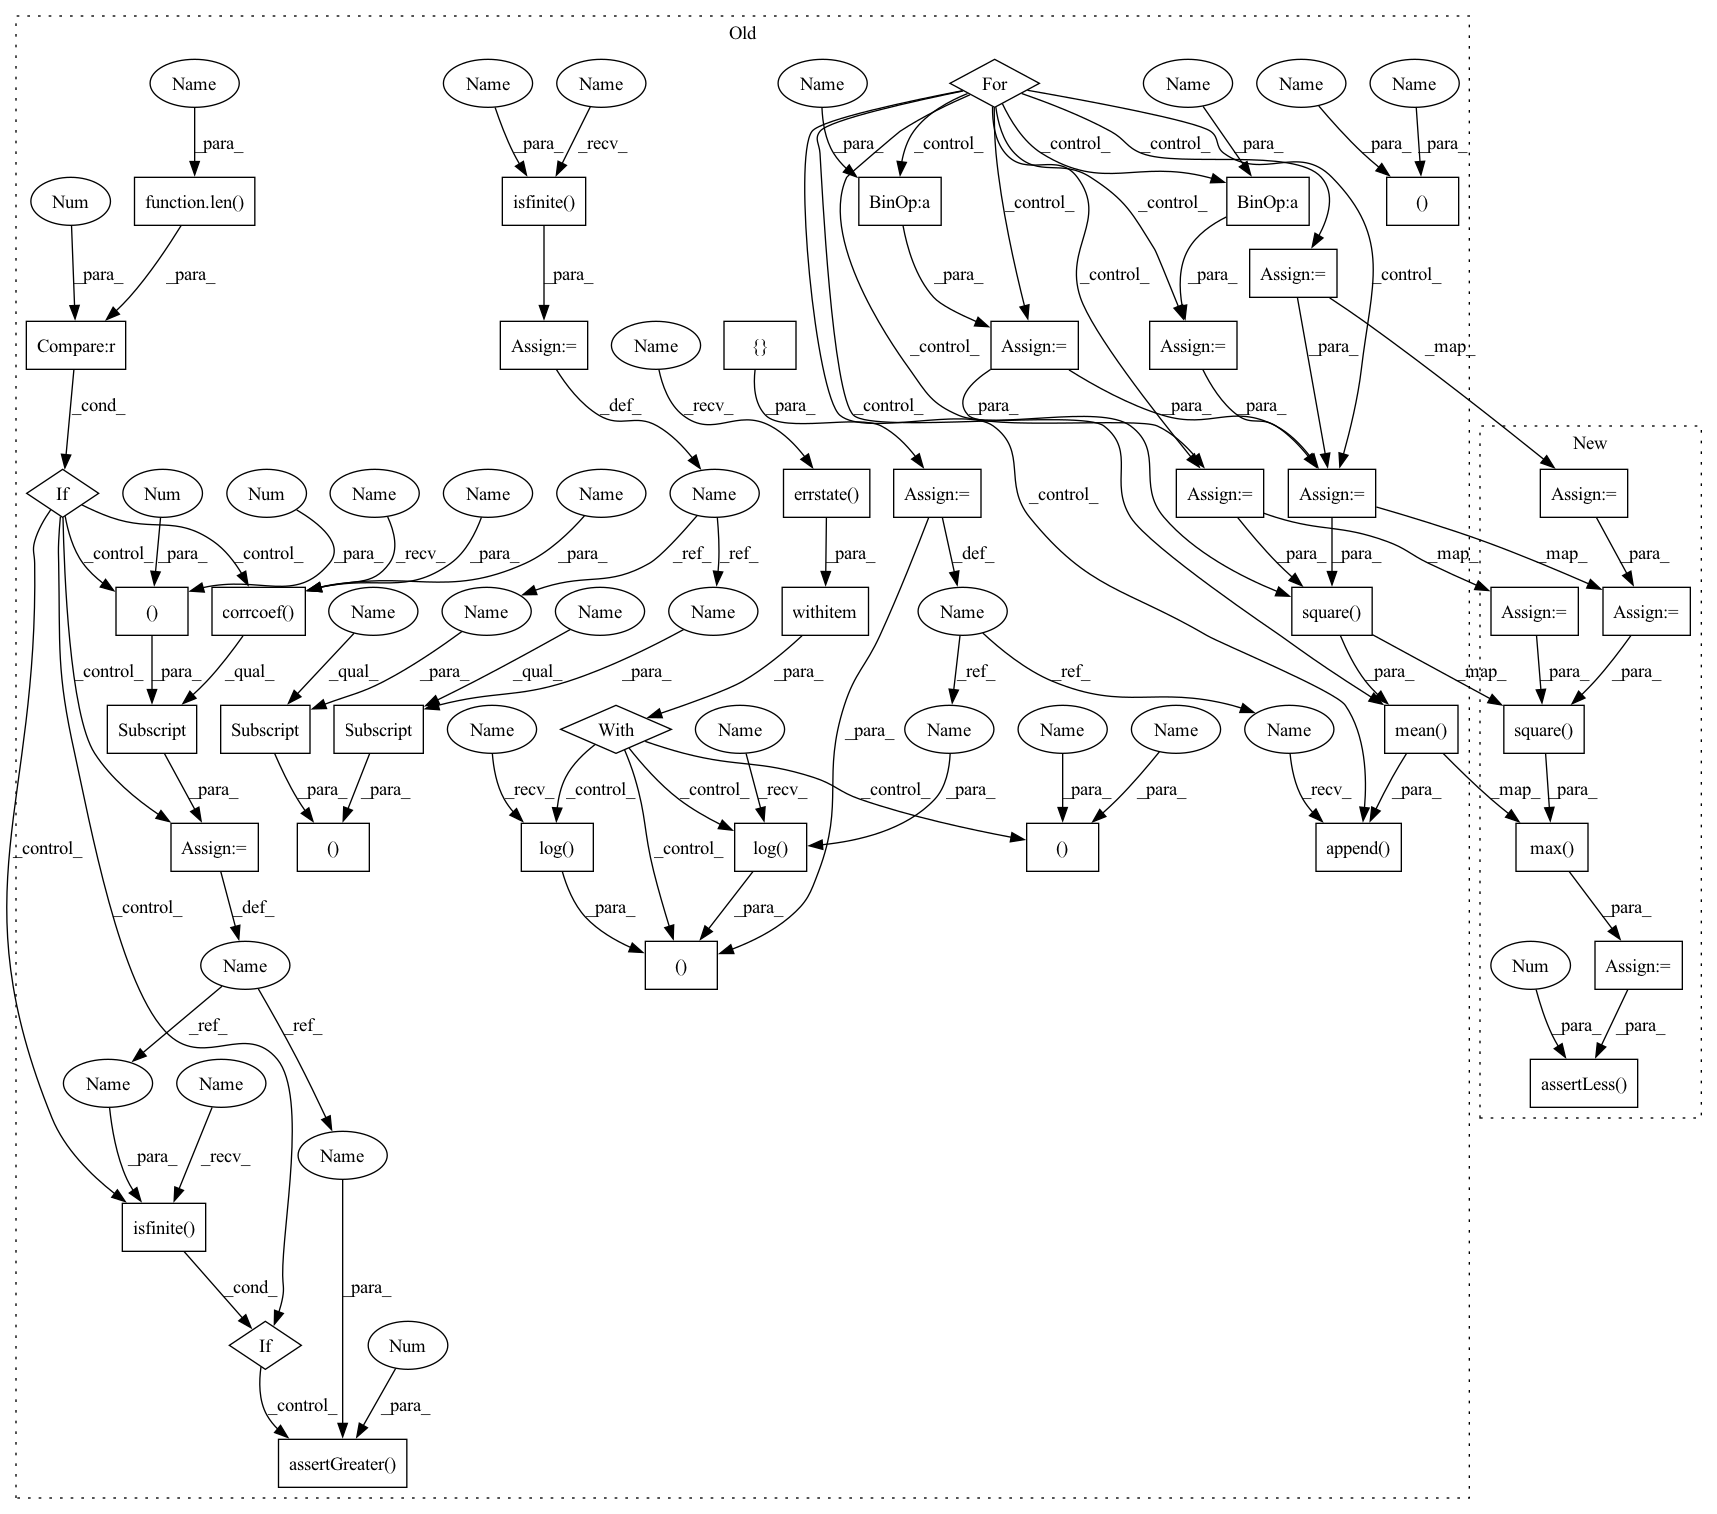 Old
Name Name Name Name For Name Name Name
_para_ _para_ _recv_ _para_ _control_ _control_ _control_ _para_ _para_ _para_
Num function.len() isfinite() BinOp:a BinOp:a ()
_para_ _para_ _para_ _para_ _control_ _control_ _control_ _para_ Assign:= _control_
Compare:r Assign:= Name {} Assign:= Assign:= _para_ _map_
_cond_ _def_ _recv_ _para_ _control_ _control_ _para_ _para_ _para_
New
If Num Num Name Name Name Name errstate() Assign:= Assign:= Assign:= Assign:=
_control_ _para_ _control_ _para_ _recv_ _para_ _para_ _ref_ _ref_ _para_ _def_ _control_ _para_ _para_ _map_ _map_ _para_
() corrcoef() Name Name Name Name withitem Name square() Assign:= Assign:=
_control_ _para_ _qual_ _qual_ _para_ _qual_ _para_ _para_ _ref_ _ref_ _para_ _map_ _para_ _para_
Subscript Subscript Subscript Name With Name Name Name Name Name mean() square()
_para_ _para_ _para_ _recv_ _control_ _control_ _recv_ _para_ _control_ _para_ _para_ _para_ _recv_ _para_ _map_ _para_
_control_ Assign:= () log() _control_ log() () append() max()
_control_ _def_ _para_ _para_ _para_
Name () Num Assign:=
_ref_ _ref_ _para_ _para_
Name Name assertLess()
_para_ _recv_ Name
isfinite()
_cond_ _para_
If Num
_control_ _para_
assertGreater()